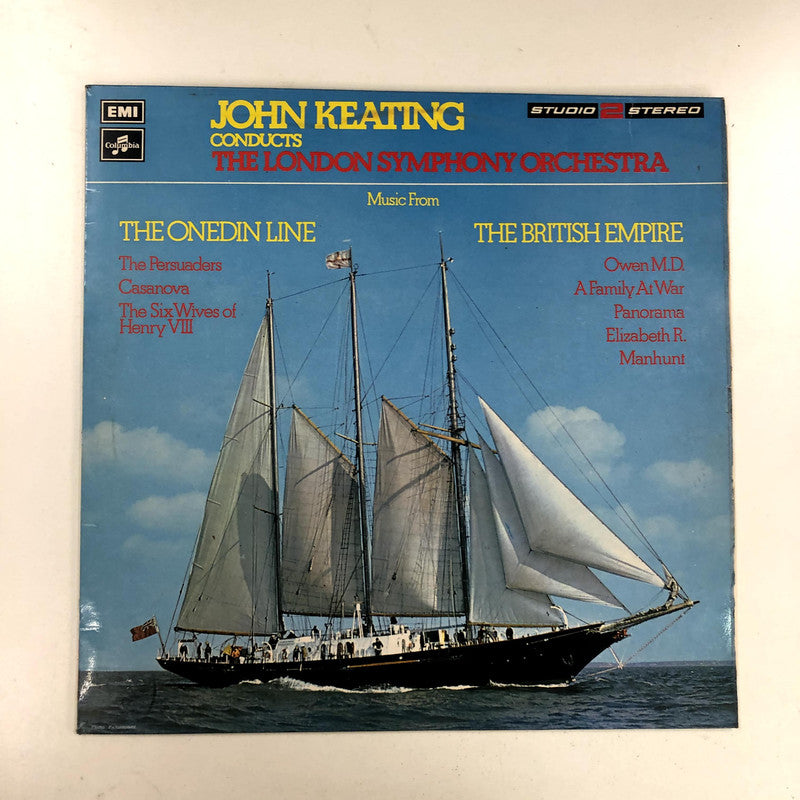 EMI
Columbia
JOHN KEATING
CONDUCTS
THE LONDON SYMPHONY ORCHESTRA
STUDIO 2 STEREO
Music From
THE ONEDIN LINE
The Persuaders
Casanova
The Six Wives of
Henry VIII
THE BRITISH EMPIRE
Owen M.D.
A Family At War
Panorama
Elizabeth R.
Manhunt